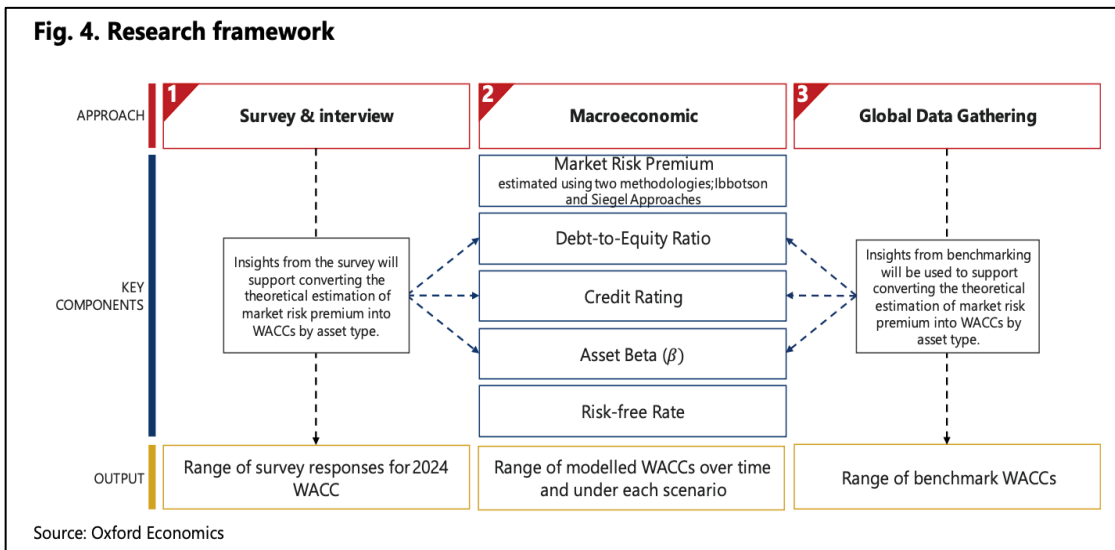 Fig. 4. Research framework
APPROACH
1
Survey & interview
2
Macroeconomic
3
Global Data Gathering
KEY
COMPONENTS
Insights from the survey will
support converting the
theoretical estimation of
market risk premium into
WACCs by asset type.
Market Risk Premium
estimated using two methodologies;Ibbotson
and Siegel Approaches
Debt-to-Equity Ratio
Credit Rating
Asset Beta (β)
Risk-free Rate
Insights from benchmarking
will be used to support
converting the theoretical
estimation of market risk
premium into WACCs by
asset type.
OUTPUT
Range of survey responses for 2024
WACC
Range of modelled WACCs over time
and under each scenario
Range of benchmark WACCs
Source: Oxford Economics